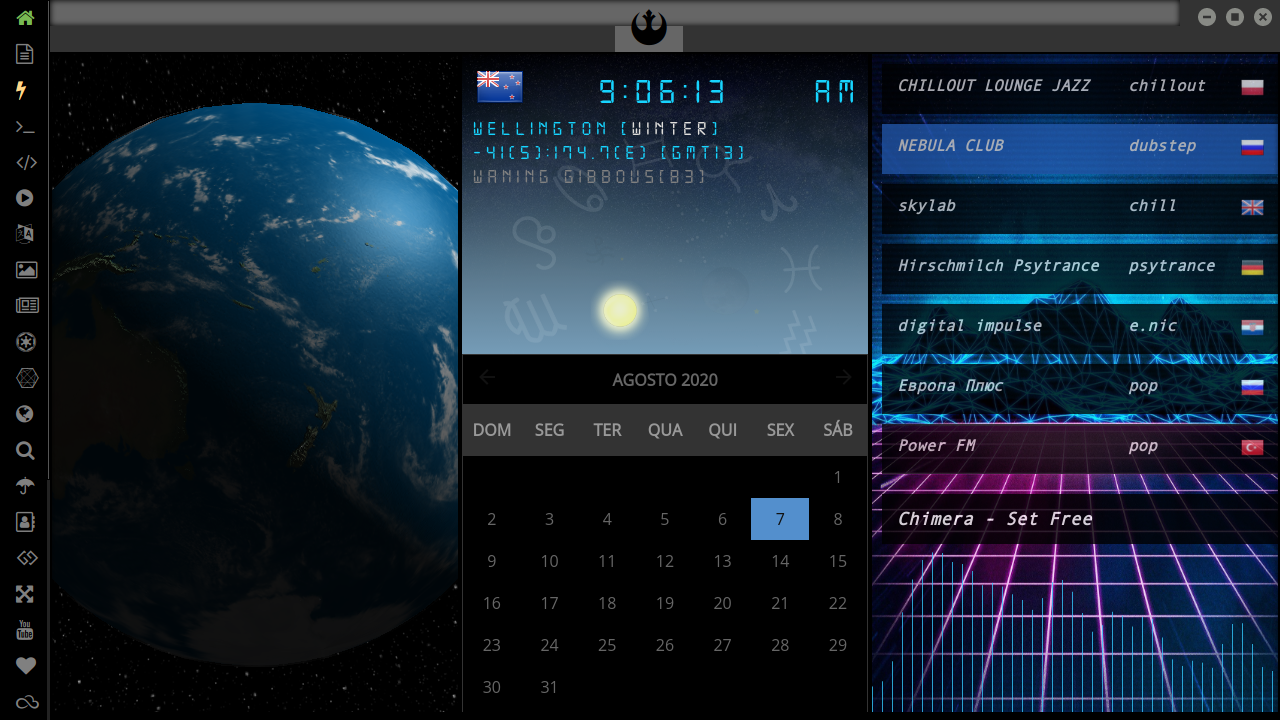 9:06:13 AM
WELLINGTON [WINTER]
-41(S):174.7(E) [GMT13]
WANING GIBBOUS[83]
AGOSTO 2020
DOM SEG TER QUA QUI SEX SÁB
1
2 3 4 5 6 7 8
9 10 11 12 13 14 15
16 17 18 19 20 21 22
23 24 25 26 27 28 29
30 31
CHILLOUT LOUNGE JAZZ chillout
NEBULA CLUB dubstep
skylab chill
Hirschmilch Psytrance psytrance
digital impulse e.nic
Европа Плюс pop
Power FM pop
Chimera - Set Free
You
Tube